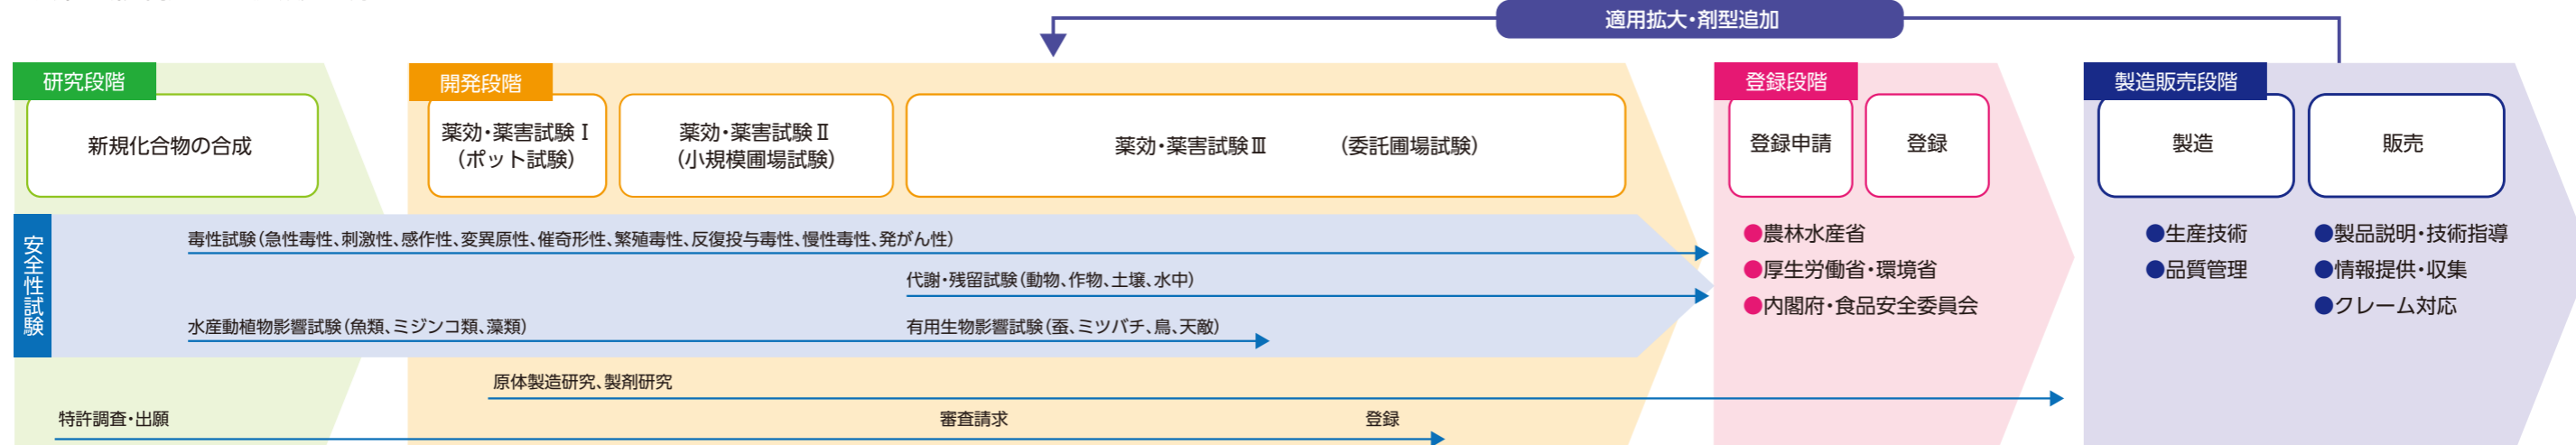 適用拡大・剤型追加
研究段階
新規化合物の合成
開発段階
薬効・薬害試験Ⅰ
(ポット試験)
薬効・薬害試験Ⅱ
(小規模圃場試験)
薬効・薬害試験Ⅲ (委託圃場試験)
登録段階
登録申請
登録
製造販売段階
製造
販売
安全性試験
毒性試験(急性毒性、刺激性、感作性、変異原性、催奇形性、繁殖毒性、反復投与毒性、慢性毒性、発がん性)
代謝・残留試験(動物、作物、土壌、水中)
水産動植物影響試験(魚類、ミジンコ類、藻類)
有用生物影響試験(蚕、ミツバチ、鳥、天敵)
●農林水産省
●厚生労働省・環境省
●内閣府・食品安全委員会
●生産技術
●品質管理
●製品説明・技術指導
●情報提供・収集
●クレーム対応
原体製造研究、製剤研究
特許調査・出願
審査請求
登録